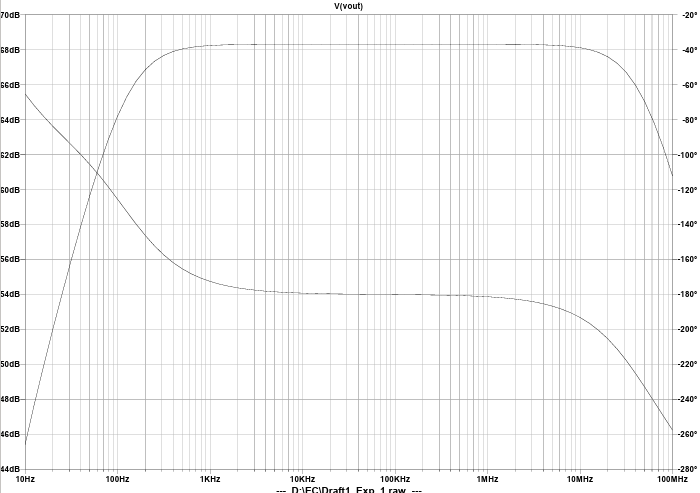 V(vout)
70dB
68dB
66dB
64dB
62dB
60dB
58dB
56dB
54dB
52dB
50dB
48dB
46dB
44dB
-20°
-40°
-60°
-80°
-100°
-120°
-140°
-160°
-180°
-200°
-220°
-240°
-260°
-280°
10Hz 100Hz 1KHz 10KHz 100KHz 1MHz 10MHz 100MHz
--- D:\EC\Draft1_Exp_1.raw ---